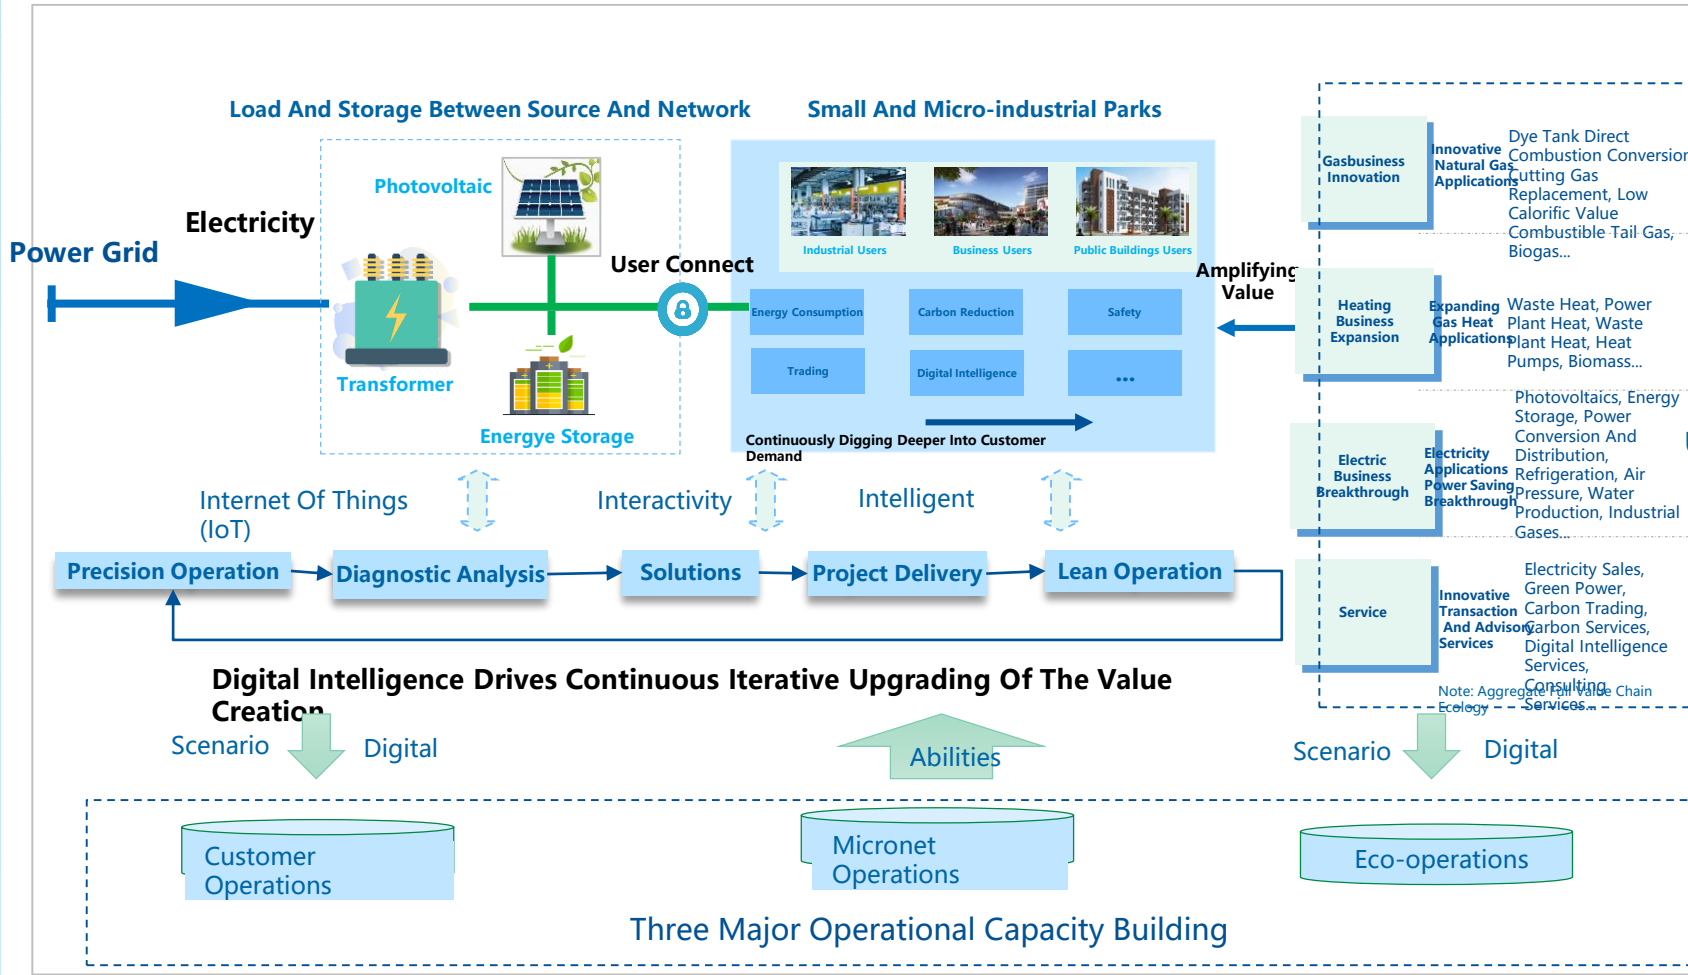 Load And Storage Between Source And Network
Small And Micro-industrial Parks
Power Grid
Electricity
Photovoltaic
Transformer
Energye Storage
User Connect
Industrial Users
Business Users
Public Buildings Users
Energy Consumption
Carbon Reduction
Safety
Trading
Digital Intelligence
...
Continuously Digging Deeper Into Customer
Demand
Amplifying
Value
Gasbusiness
Innovation
Innovative
Natural Gas
Applications
Dye Tank Direct
Combustion Conversion
Cutting Gas
Replacement, Low
Calorific Value
Combustible Tail Gas,
Biogas...
Heating
Business
Expansion
Expanding
Gas Heat
Applications
Waste Heat, Power
Plant Heat, Waste
Plant Heat, Heat
Pumps, Biomass...
Electric
Business
Breakthrough
Electricity
Applications
Power Saving
Breakthrough
Photovoltaics, Energy
Storage, Power
Conversion And
Distribution,
Refrigeration, Air
Pressure, Water
Production, Industrial
Gases...
Service
Innovative
Transaction
And Advisory
Services
Electricity Sales,
Green Power,
Carbon Trading,
Carbon Services,
Digital Intelligence
Services,
Consulting
Services...
Note: Aggregate Full Value Chain
Ecology
Internet Of Things
(IoT)
Interactivity
Intelligent
Precision Operation
Diagnostic Analysis
Solutions
Project Delivery
Lean Operation
Digital Intelligence Drives Continuous Iterative Upgrading Of The Value
Creation
Scenario
Digital
Abilities
Scenario
Digital
Customer
Operations
Micronet
Operations
Eco-operations
Three Major Operational Capacity Building